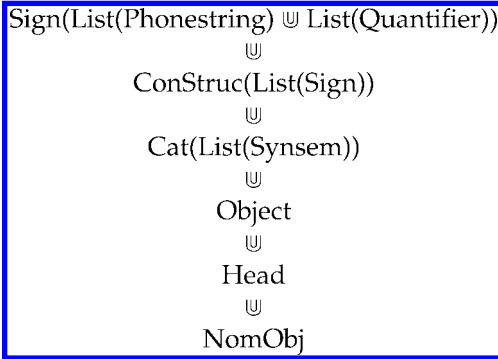 Sign(List(Phonestring) ⋓ List(Quantifier))
⋓
ConStruc(List(Sign))
⋓
Cat(List(Synsem))
⋓
Object
⋓
Head
⋓
NomObj